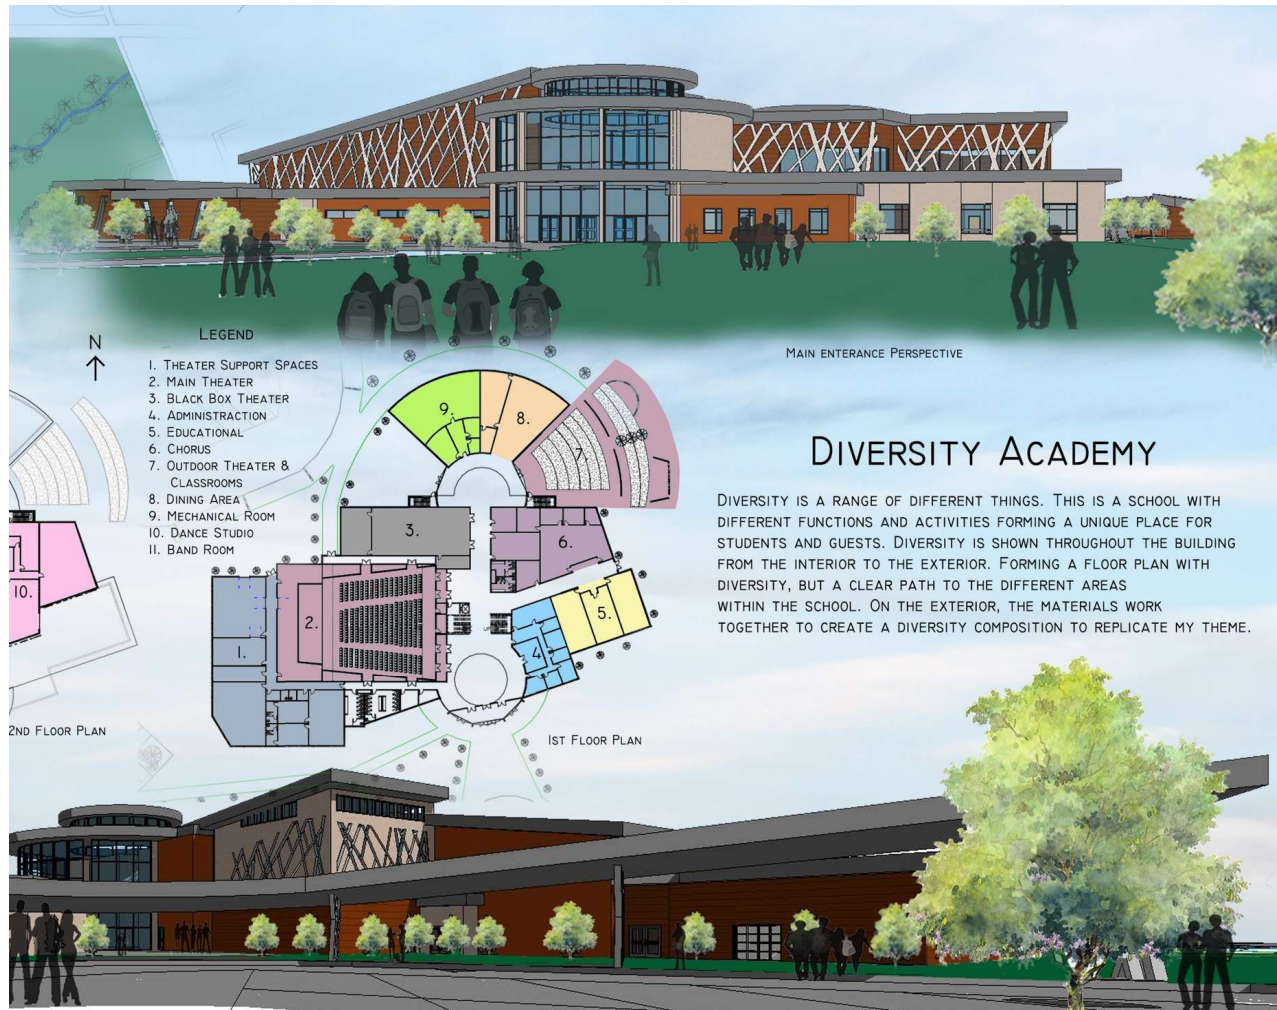 N
LEGEND
1. THEATER SUPPORT SPACES
2. MAIN THEATER
3. BLACK BOX THEATER
4. ADMINISTRACTION
5. EDUCATIONAL
6. CHORUS
7. OUTDOOR THEATER &
CLASSROOMS
8. DINING AREA
9. MECHANICAL ROOM
10. DANCE STUDIO
11. BAND ROOM
MAIN ENTERANCE PERSPECTIVE
9.
8.
7.
3.
6.
10.
2.
5.
1.
4.
2ND FLOOR PLAN
1ST FLOOR PLAN
DIVERSITY ACADEMY
DIVERSITY IS A RANGE OF DIFFERENT THINGS. THIS IS A SCHOOL WITH
DIFFERENT FUNCTIONS AND ACTIVITIES FORMING A UNIQUE PLACE FOR
STUDENTS AND GUESTS. DIVERSITY IS SHOWN THROUGHOUT THE BUILDING
FROM THE INTERIOR TO THE EXTERIOR. FORMING A FLOOR PLAN WITH
DIVERSITY, BUT A CLEAR PATH TO THE DIFFERENT AREAS
WITHIN THE SCHOOL. ON THE EXTERIOR, THE MATERIALS WORK
TOGETHER TO CREATE A DIVERSITY COMPOSITION TO REPLICATE MY THEME.